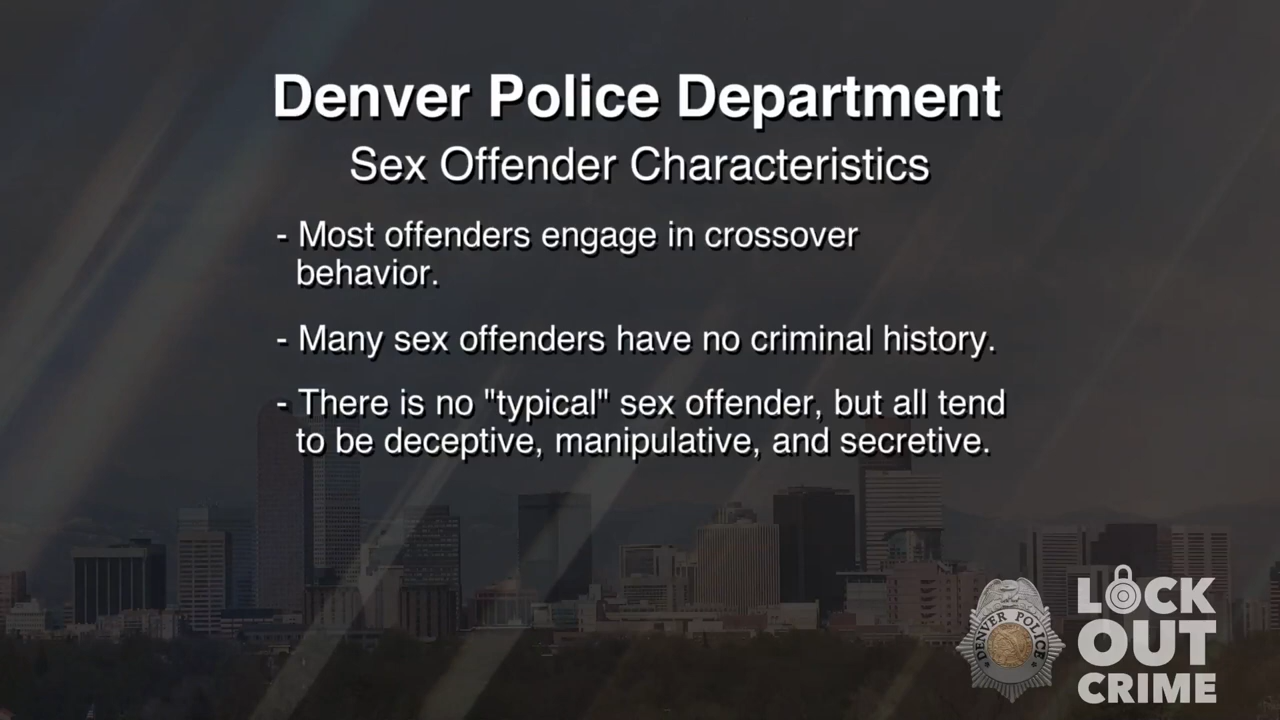 Denver Police Department
Sex Offender Characteristics
- Most offenders engage in crossover
behavior.
- Many sex offenders have no criminal history.
- There is no "typical" sex offender, but all tend
to be deceptive, manipulative, and secretive.
DENVER POLICE
LOCK
OUT
CRIME